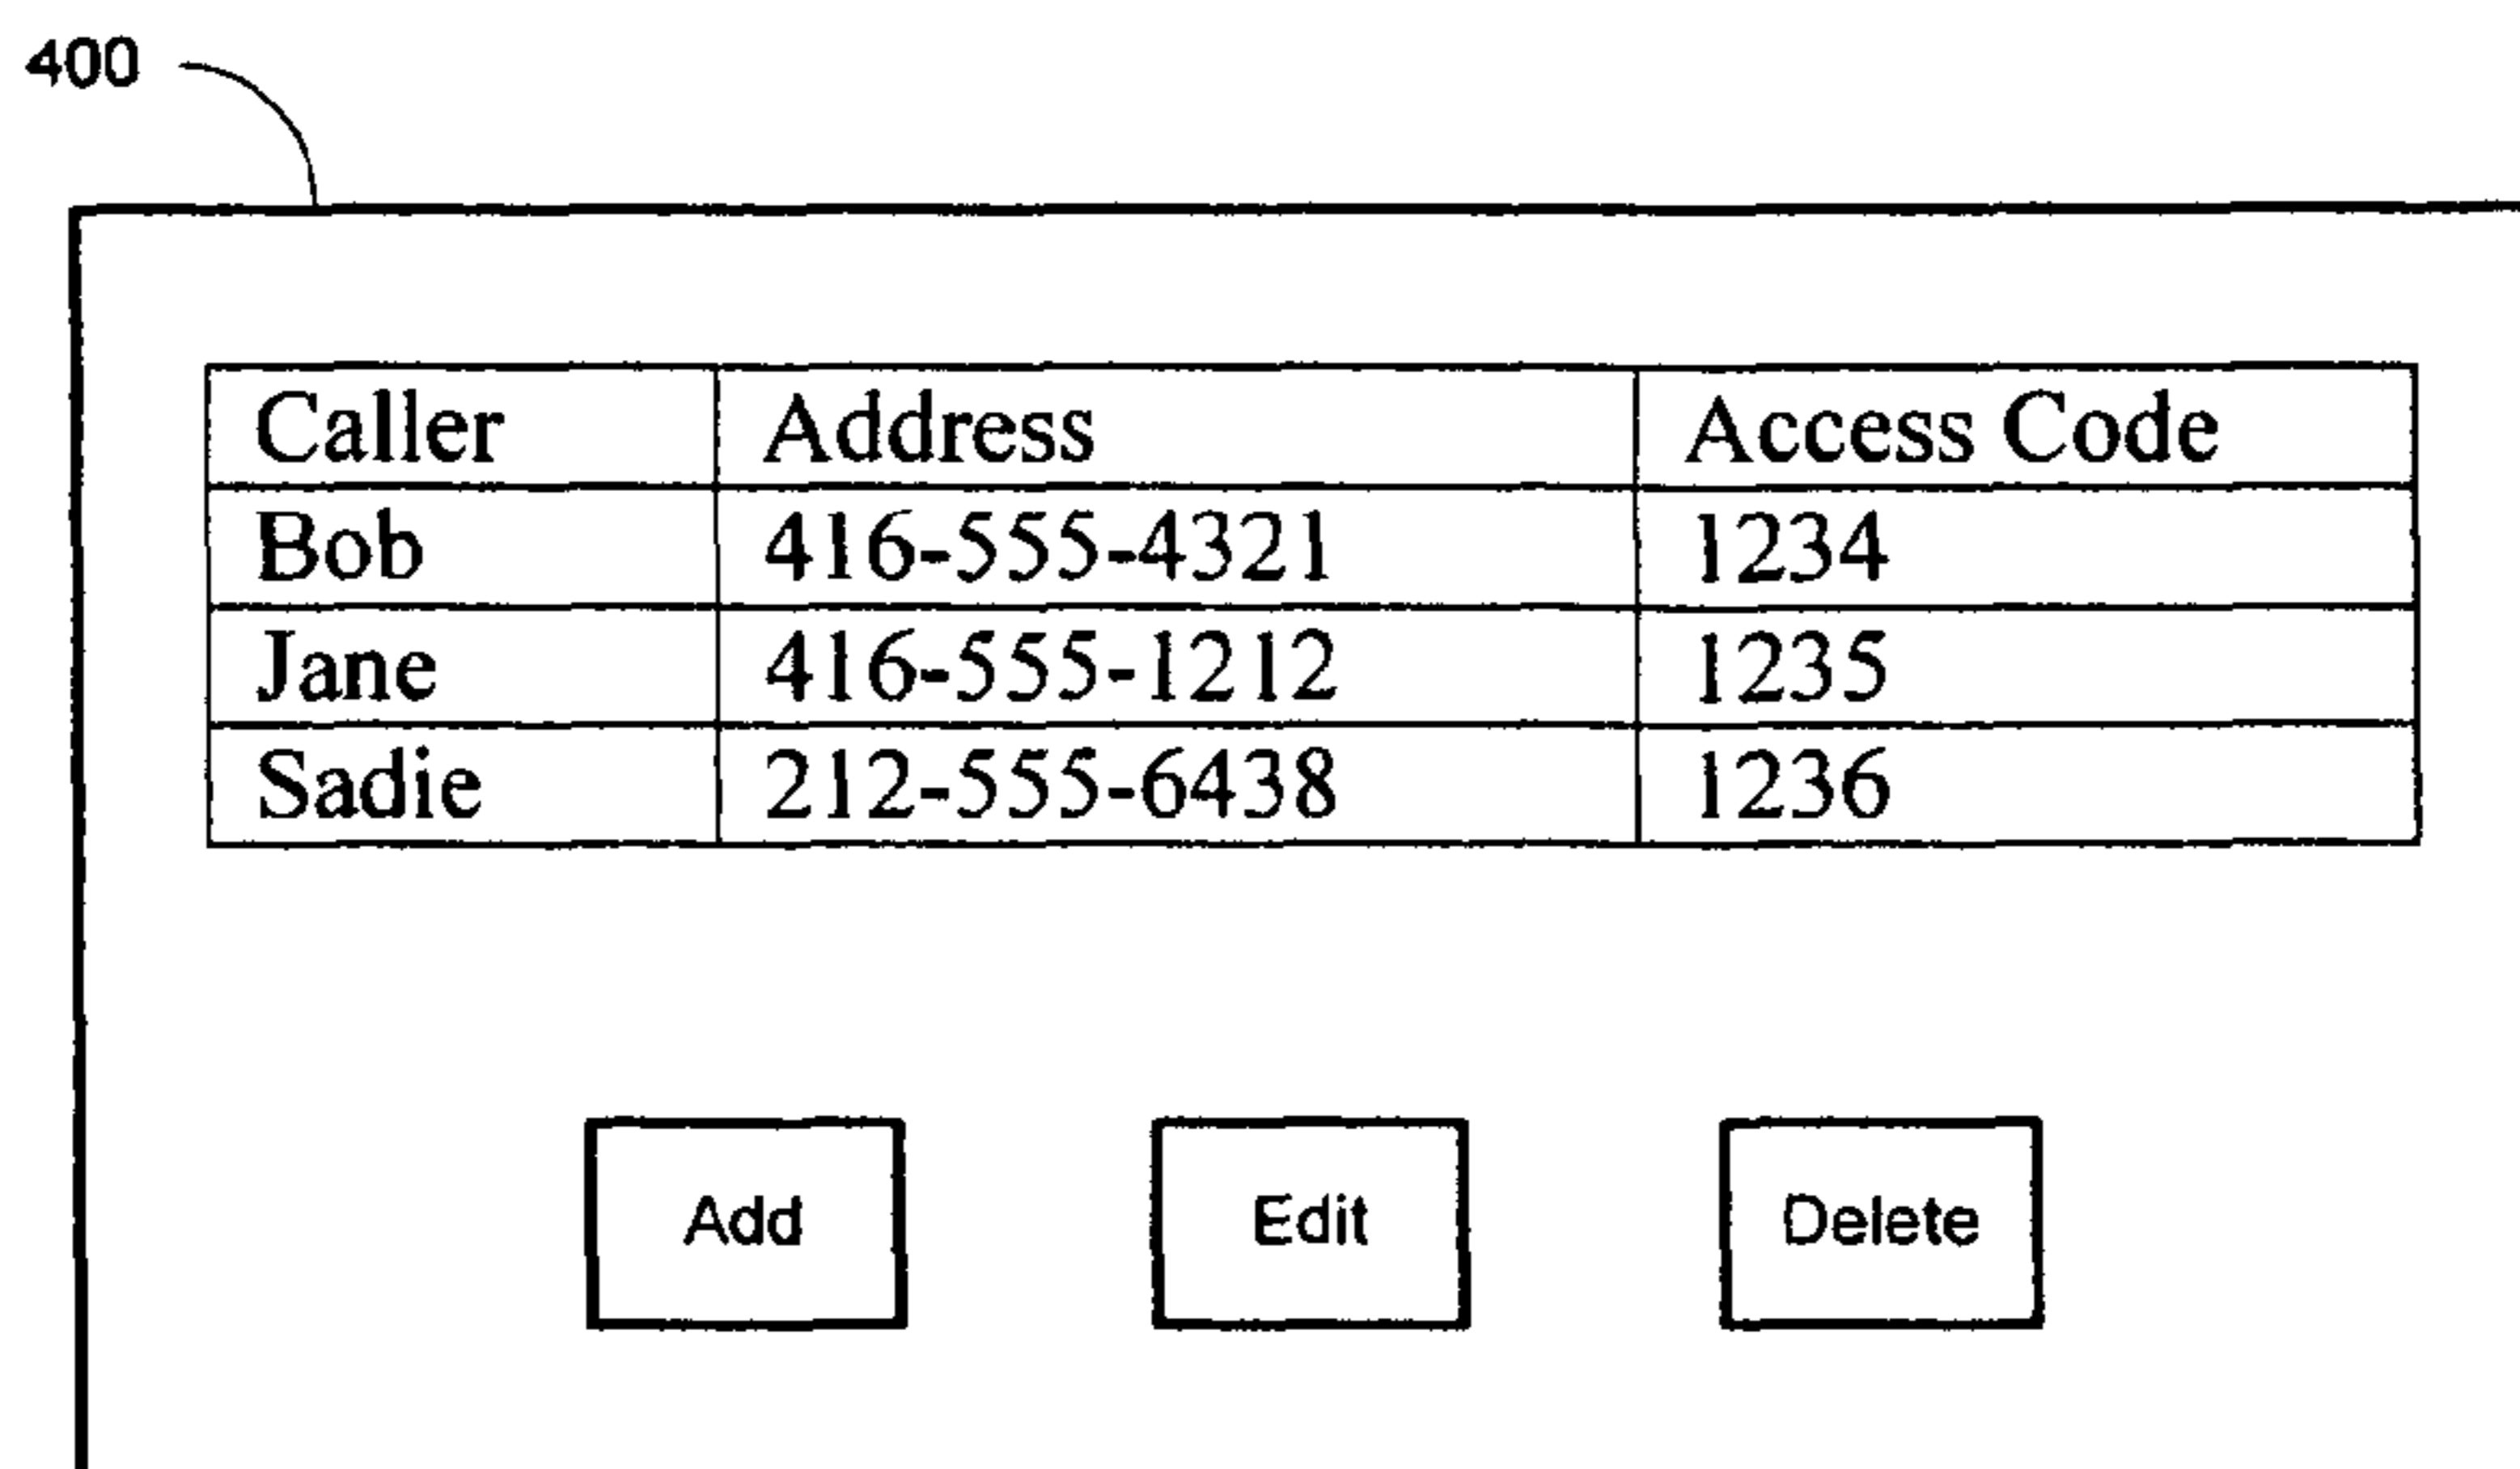 400
Caller Address Access Code
Bob 416-555-4321 1234
Jane 416-555-1212 1235
Sadie 212-555-6438 1236
Add Edit Delete